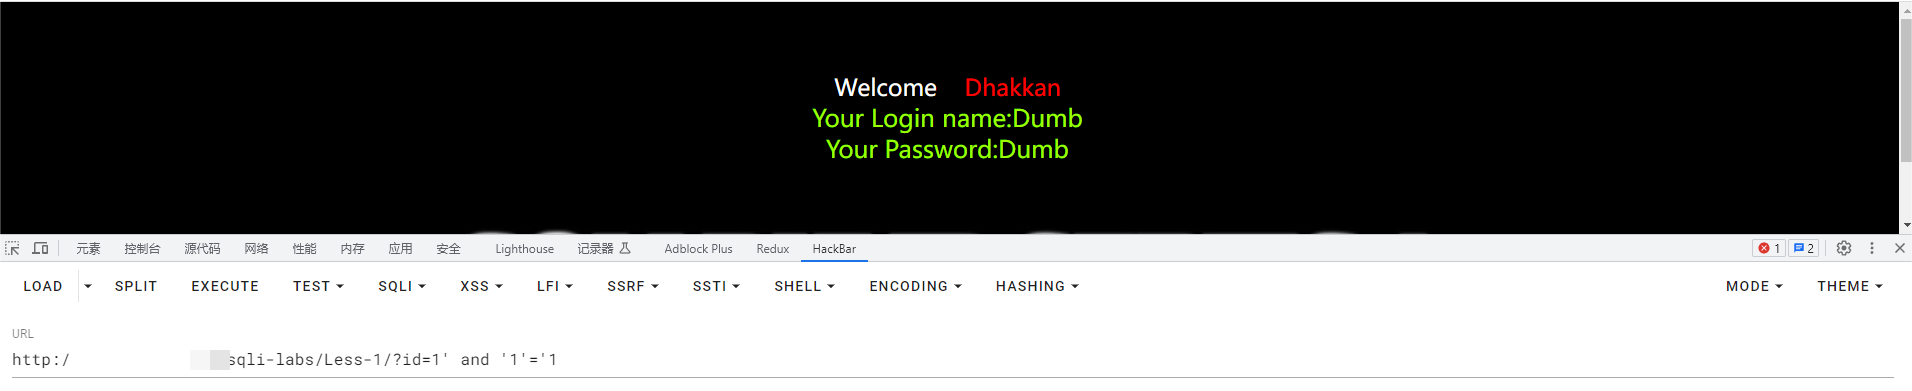 Welcome Dhakkan
Your Login name:Dumb
Your Password:Dumb
元素 控制台 源代码 网络 性能 内存 应用 安全 Lighthouse 记录器 Adblock Plus Redux HackBar 1 2
LOAD SPLIT EXECUTE TEST SQLI XSS LFI SSRF SSTI SHELL ENCODING HASHING MODE THEME
URL
http:/ sqli-labs/Less-1/?id=1' and '1'='1